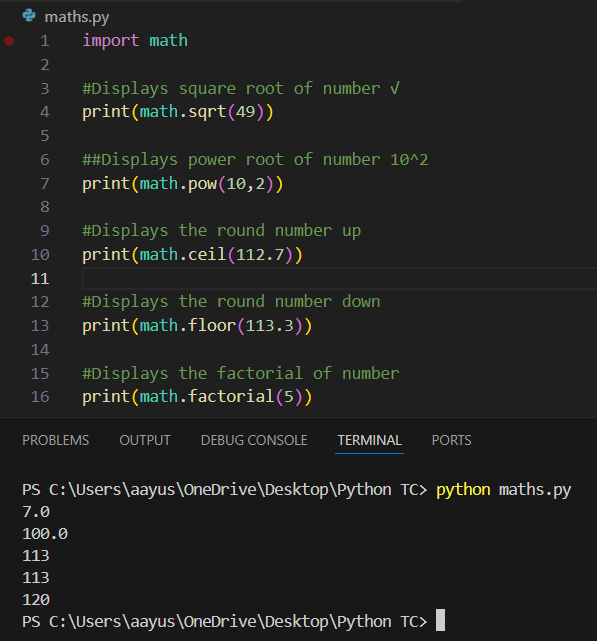 maths.py
1 import math
2
3 #Displays square root of number √
4 print(math.sqrt(49))
5
6 ##Displays power root of number 10^2
7 print(math.pow(10,2))
8
9 #Displays the round number up
10 print(math.ceil(112.7))
11
12 #Displays the round number down
13 print(math.floor(113.3))
14
15 #Displays the factorial of number
16 print(math.factorial(5))
PROBLEMS OUTPUT DEBUG CONSOLE TERMINAL PORTS
PS C:\Users\aayus\OneDrive\Desktop\Python TC> python maths.py
7.0
100.0
113
113
120
PS C:\Users\aayus\OneDrive\Desktop\Python TC>